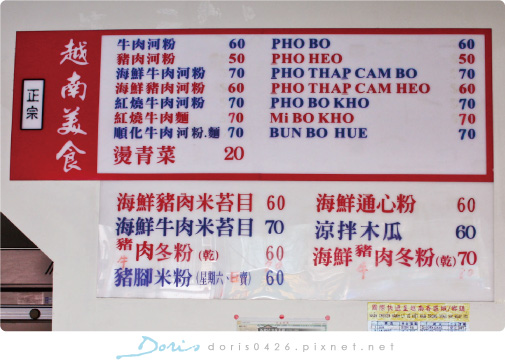 越南美食
正宗
牛肉河粉 60 PHO BO 60
豬肉河粉 50 PHO HEO 50
海鮮牛肉河粉 70 PHO THAP CAM BO 70
海鮮豬肉河粉 60 PHO THAP CAM HEO 60
紅燒牛肉河粉 70 PHO BO KHO 70
紅燒牛肉麵 70 Mi BO KHO 70
順化牛肉河粉.麵 70 BUN BO HUE 70
燙青菜 20
海鮮豬肉米苔目 60 海鮮通心粉 60
海鮮牛肉米苔目 70 涼拌木瓜 60
豬牛肉冬粉(乾) 60 海鮮豬牛肉冬粉(乾) 70
豬腳米粉(星期六、七賣) 60
Doris doris0426.pixnet.net